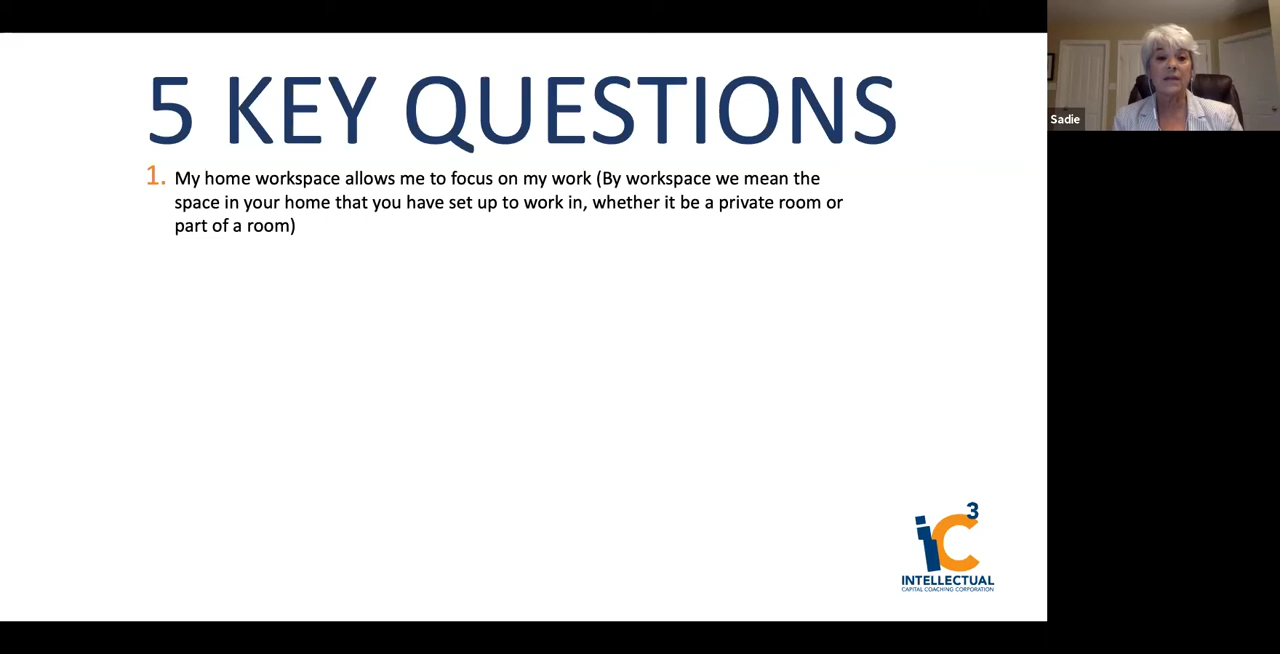 5 KEY QUESTIONS
1. My home workspace allows me to focus on my work (By workspace we mean the
space in your home that you have set up to work in, whether it be a private room or
part of a room)
Sadie
iC3
INTELLECTUAL
CAPITAL COACHING CORPORATION